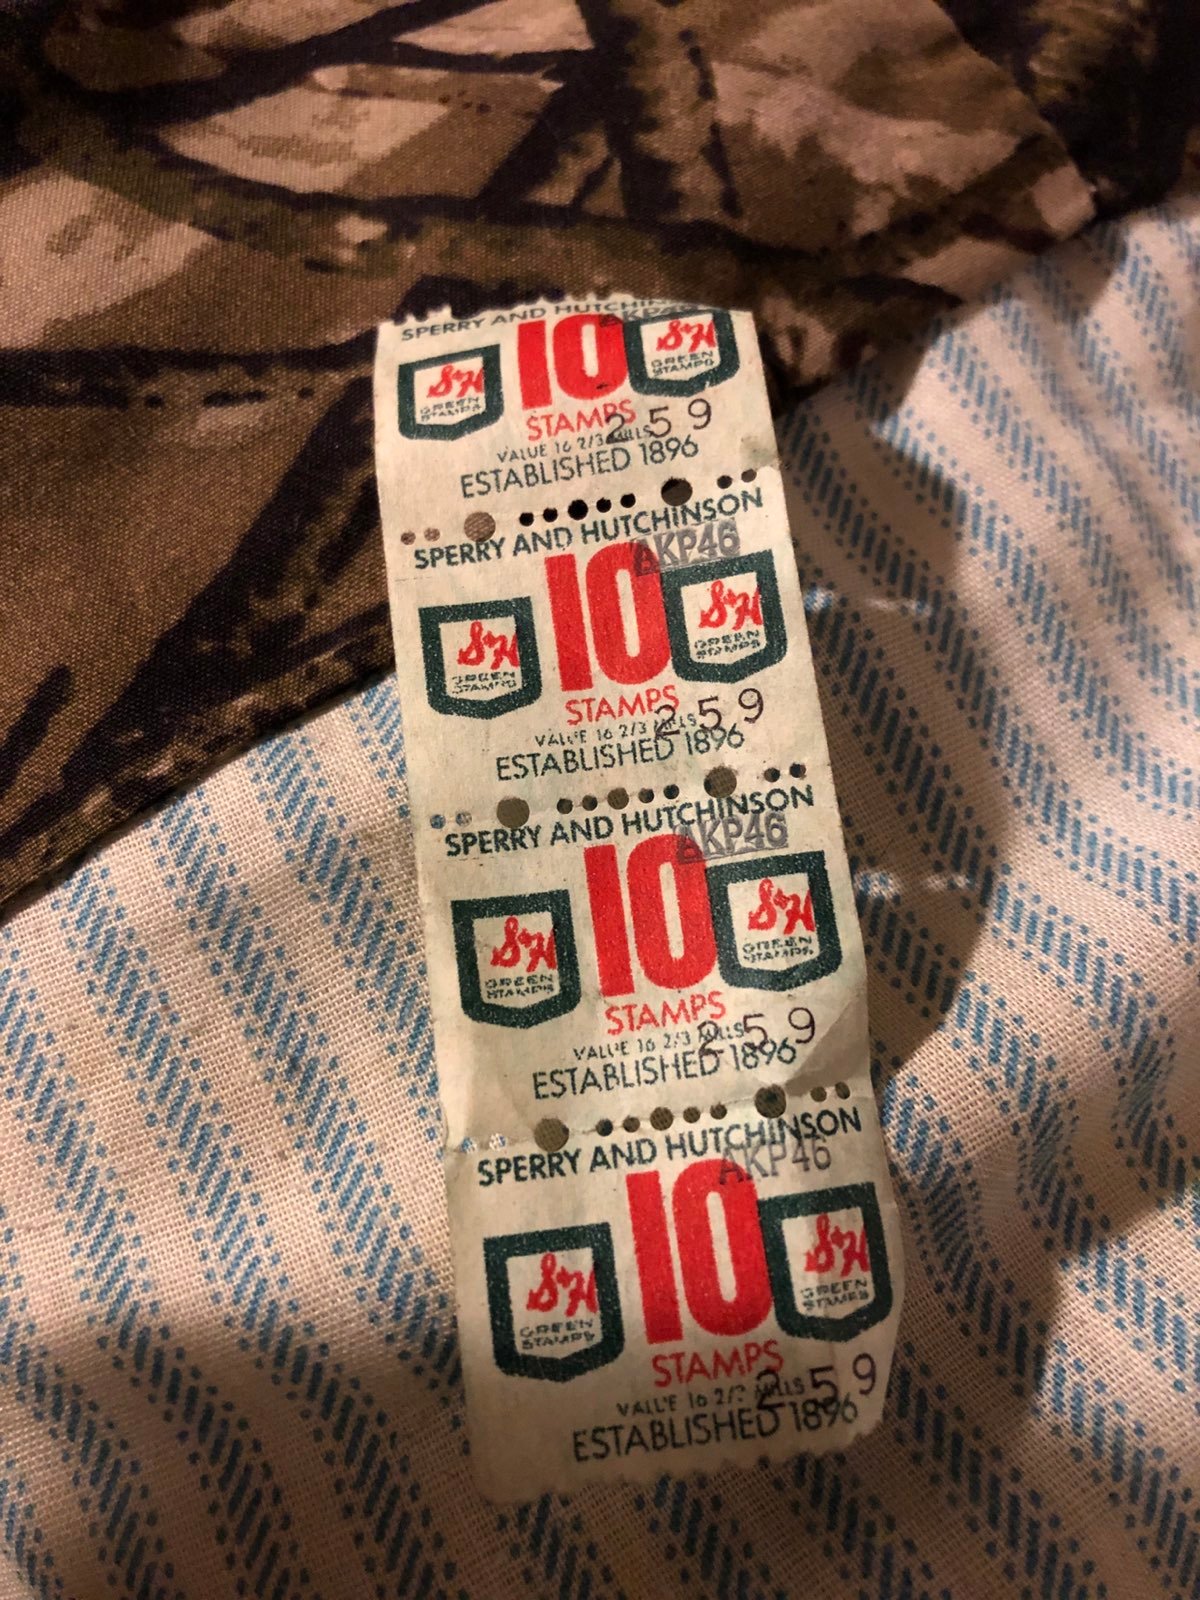 SPERRY AND HUTCHINSON
AKP46
10
S&H GREEN STAMPS
S&H GREEN STAMPS
STAMPS
259
VALUE 16 2/3 MILLS
ESTABLISHED 1896
SPERRY AND HUTCHINSON
AKP46
10
S&H GREEN STAMPS
S&H GREEN STAMPS
STAMPS
259
VALUE 16 2/3 MILLS
ESTABLISHED 1896
SPERRY AND HUTCHINSON
AKP46
10
S&H GREEN STAMPS
S&H GREEN STAMPS
STAMPS
259
VALUE 16 2/3 MILLS
ESTABLISHED 1896
SPERRY AND HUTCHINSON
AKP46
10
S&H GREEN STAMPS
S&H GREEN STAMPS
STAMPS
259
VALUE 16 2/3 MILLS
ESTABLISHED 1896